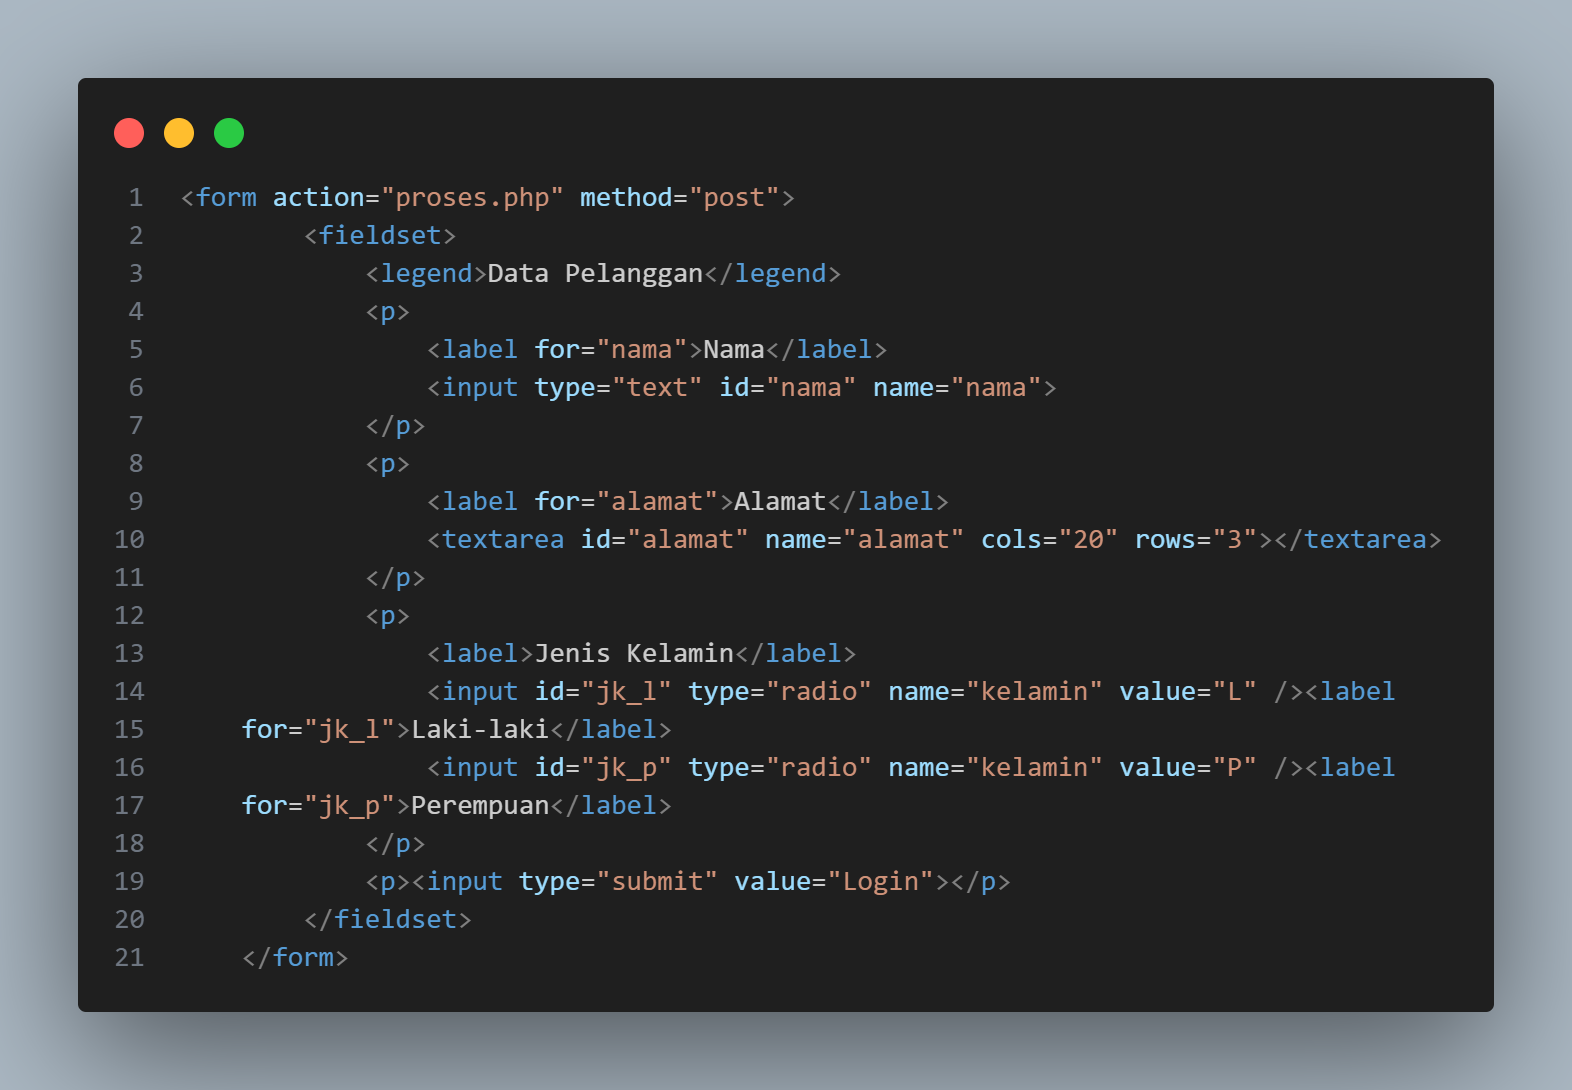 1 <form action="proses.php" method="post">
2 <fieldset>
3 <legend>Data Pelanggan</legend>
4 <p>
5 <label for="nama">Nama</label>
6 <input type="text" id="nama" name="nama">
7 </p>
8 <p>
9 <label for="alamat">Alamat</label>
10 <textarea id="alamat" name="alamat" cols="20" rows="3"></textarea>
11 </p>
12 <p>
13 <label>Jenis Kelamin</label>
14 <input id="jk_l" type="radio" name="kelamin" value="L" /><label
15 for="jk_l">Laki-laki</label>
16 <input id="jk_p" type="radio" name="kelamin" value="P" /><label
17 for="jk_p">Perempuan</label>
18 </p>
19 <p><input type="submit" value="Login"></p>
20 </fieldset>
21 </form>